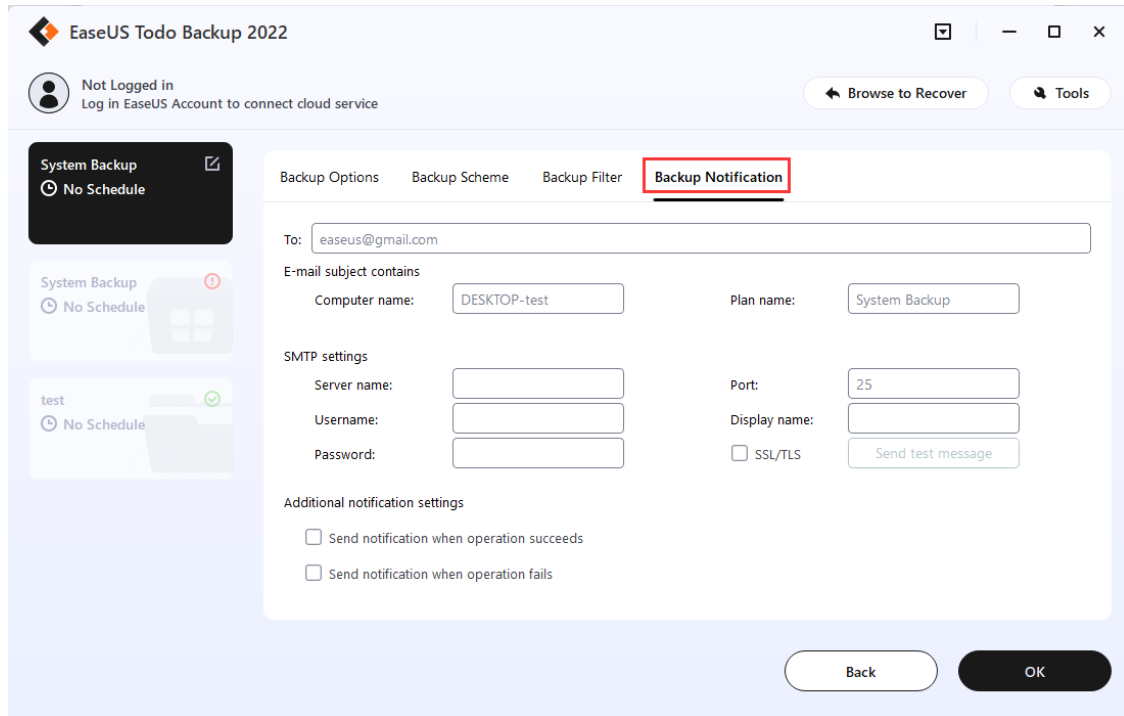 EaseUS Todo Backup 2022
Not Logged in
Log in EaseUS Account to connect cloud service
Browse to Recover
Tools
System Backup
No Schedule
System Backup
No Schedule
test
No Schedule
Backup Options Backup Scheme Backup Filter Backup Notification
To: easeus@gmail.com
E-mail subject contains
Computer name: DESKTOP-test Plan name: System Backup
SMTP settings
Server name: Port: 25
Username: Display name:
Password: SSL/TLS Send test message
Additional notification settings
Send notification when operation succeeds
Send notification when operation fails
Back OK